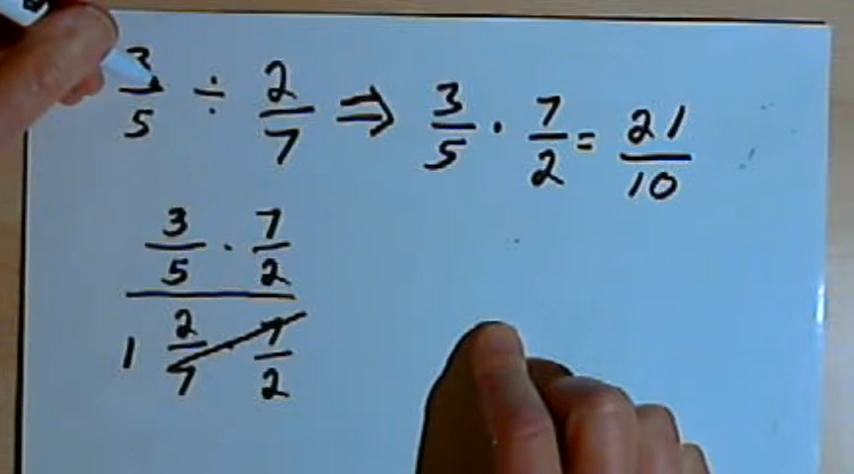 3/5 ÷ 2/7 ⇒ 3/5 · 7/2 = 21/10
3/5 · 7/2
1 2/7 · 7/2